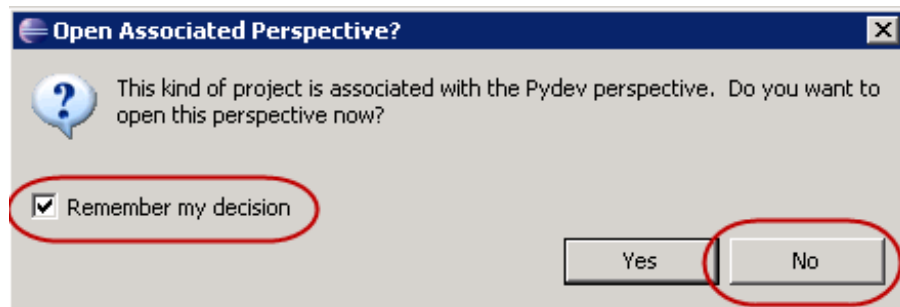 Open Associated Perspective?
This kind of project is associated with the Pydev perspective. Do you want to
open this perspective now?
Remember my decision
Yes
No